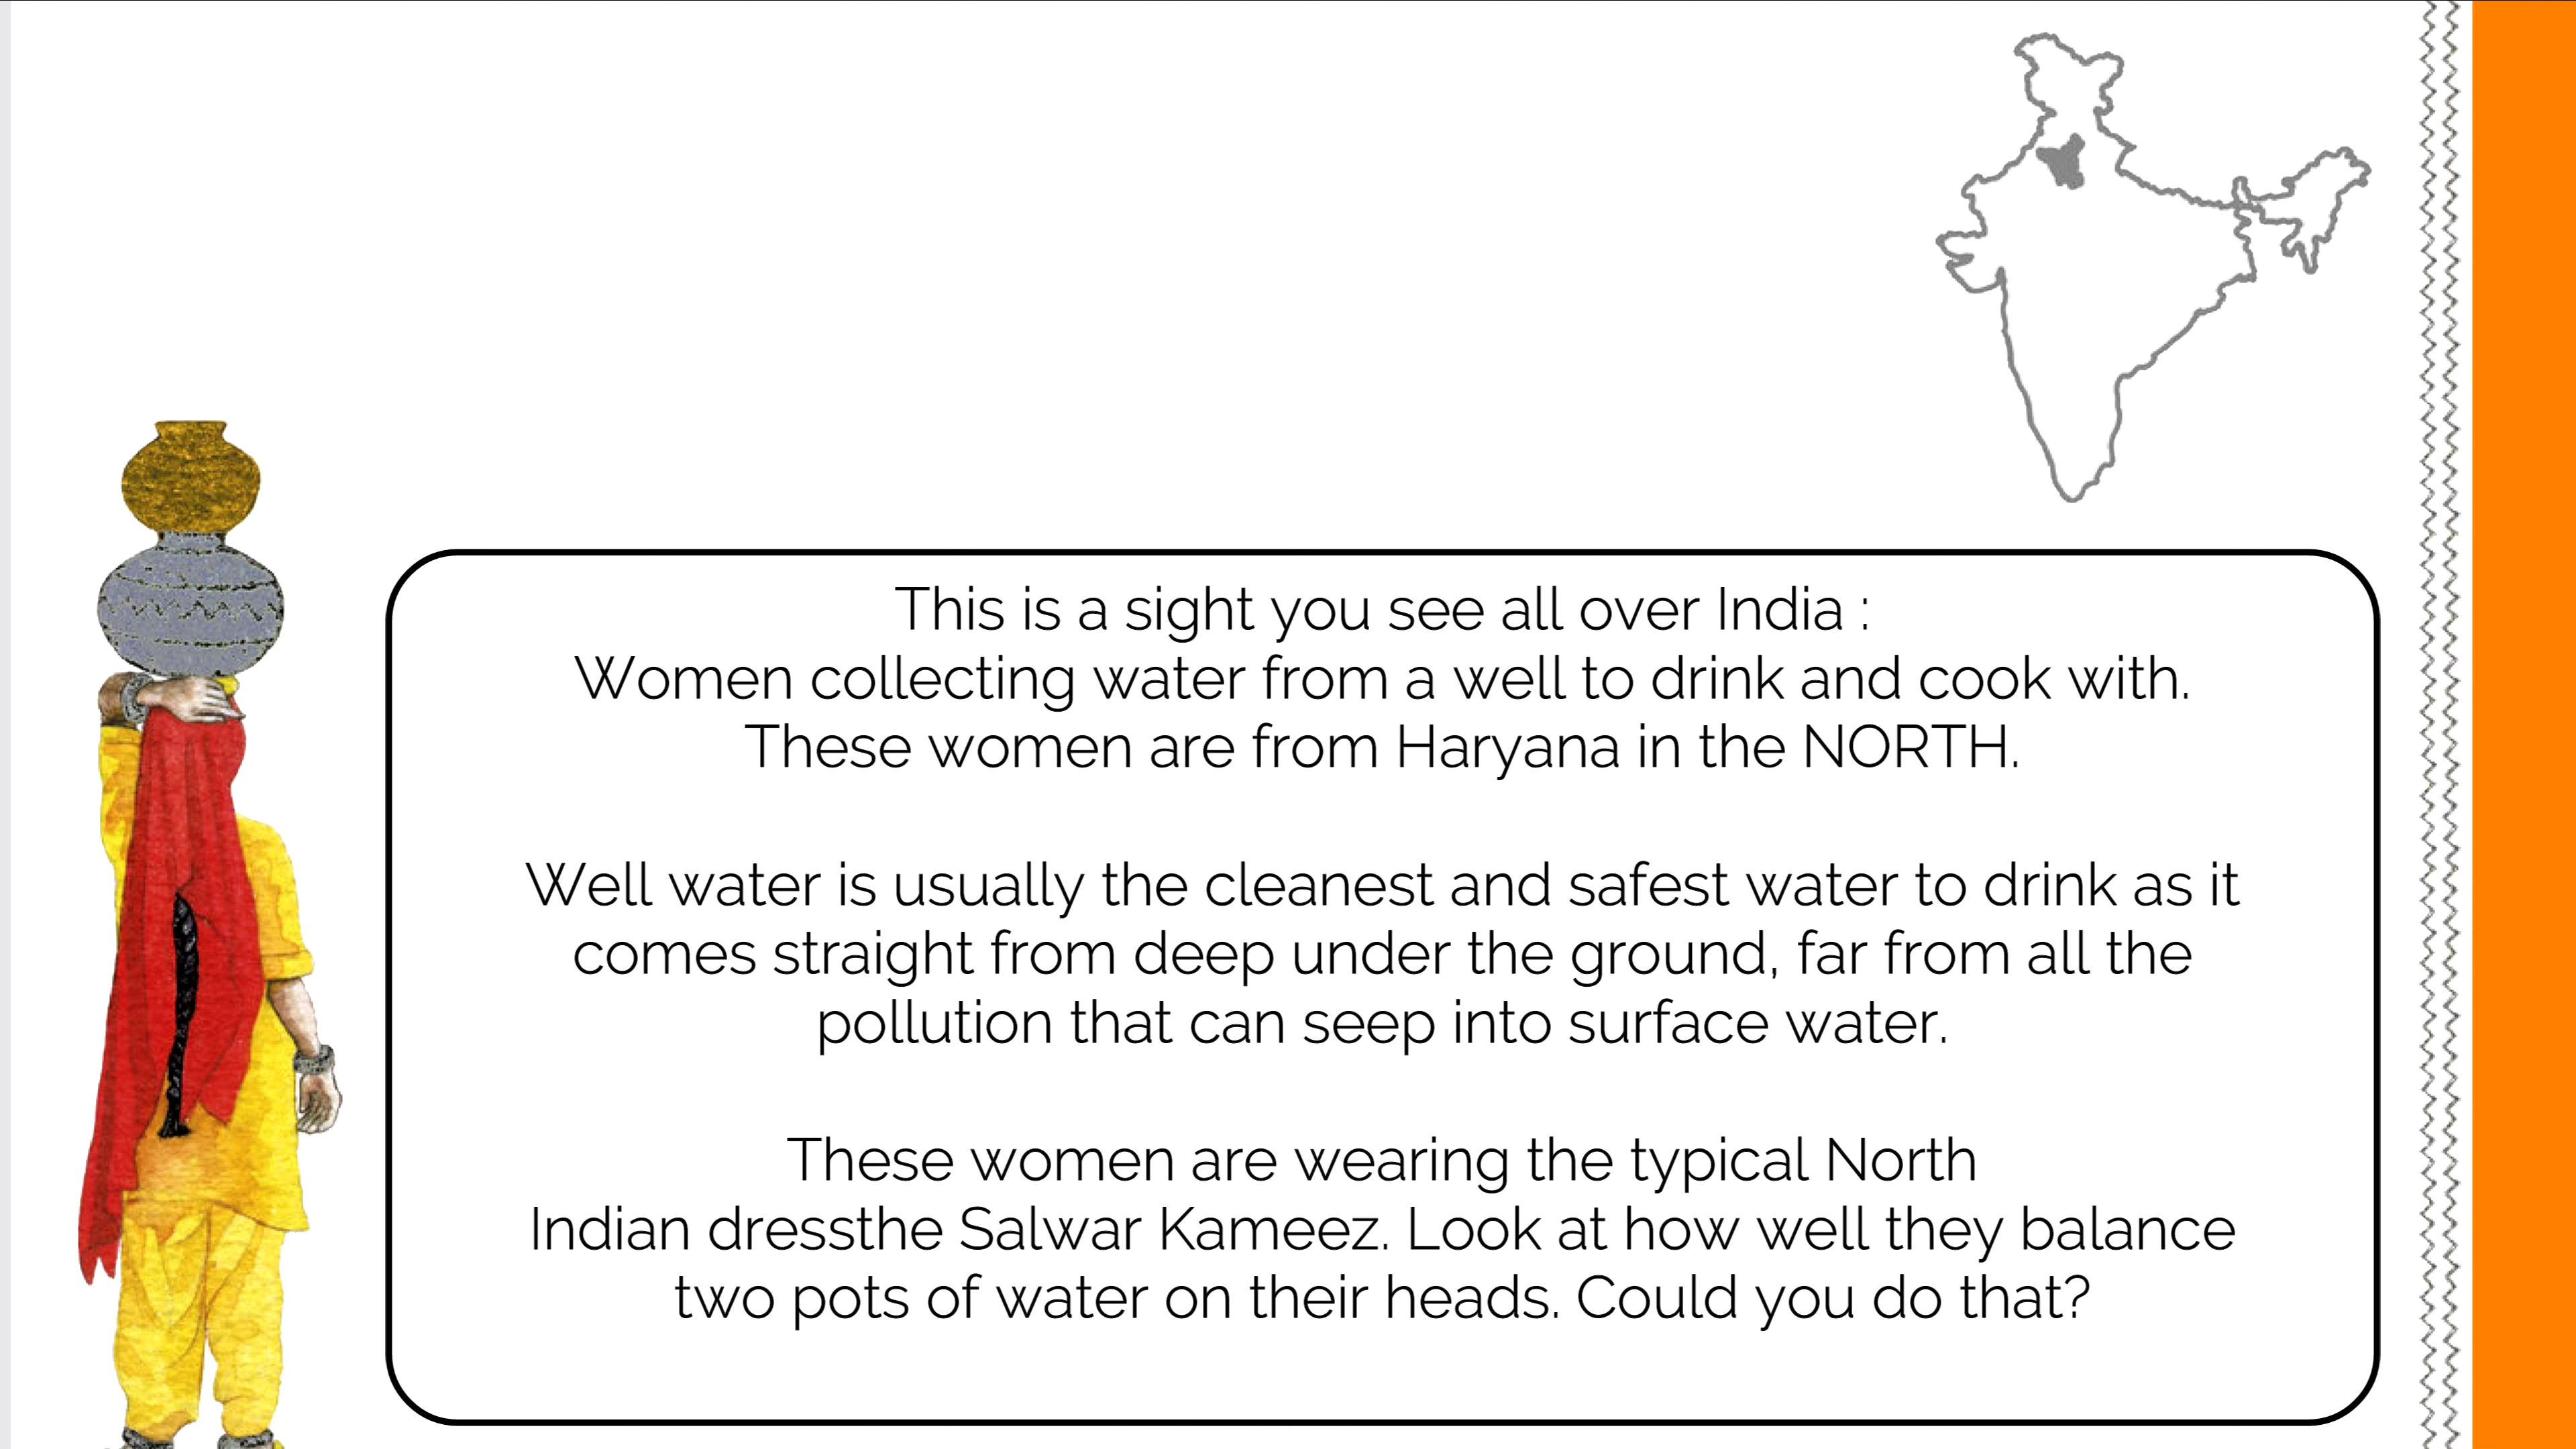 This is a sight you see all over India :
Women collecting water from a well to drink and cook with.
These women are from Haryana in the NORTH.
Well water is usually the cleanest and safest water to drink as it
comes straight from deep under the ground, far from all the
pollution that can seep into surface water.
These women are wearing the typical North
Indian dressthe Salwar Kameez. Look at how well they balance
two pots of water on their heads. Could you do that?